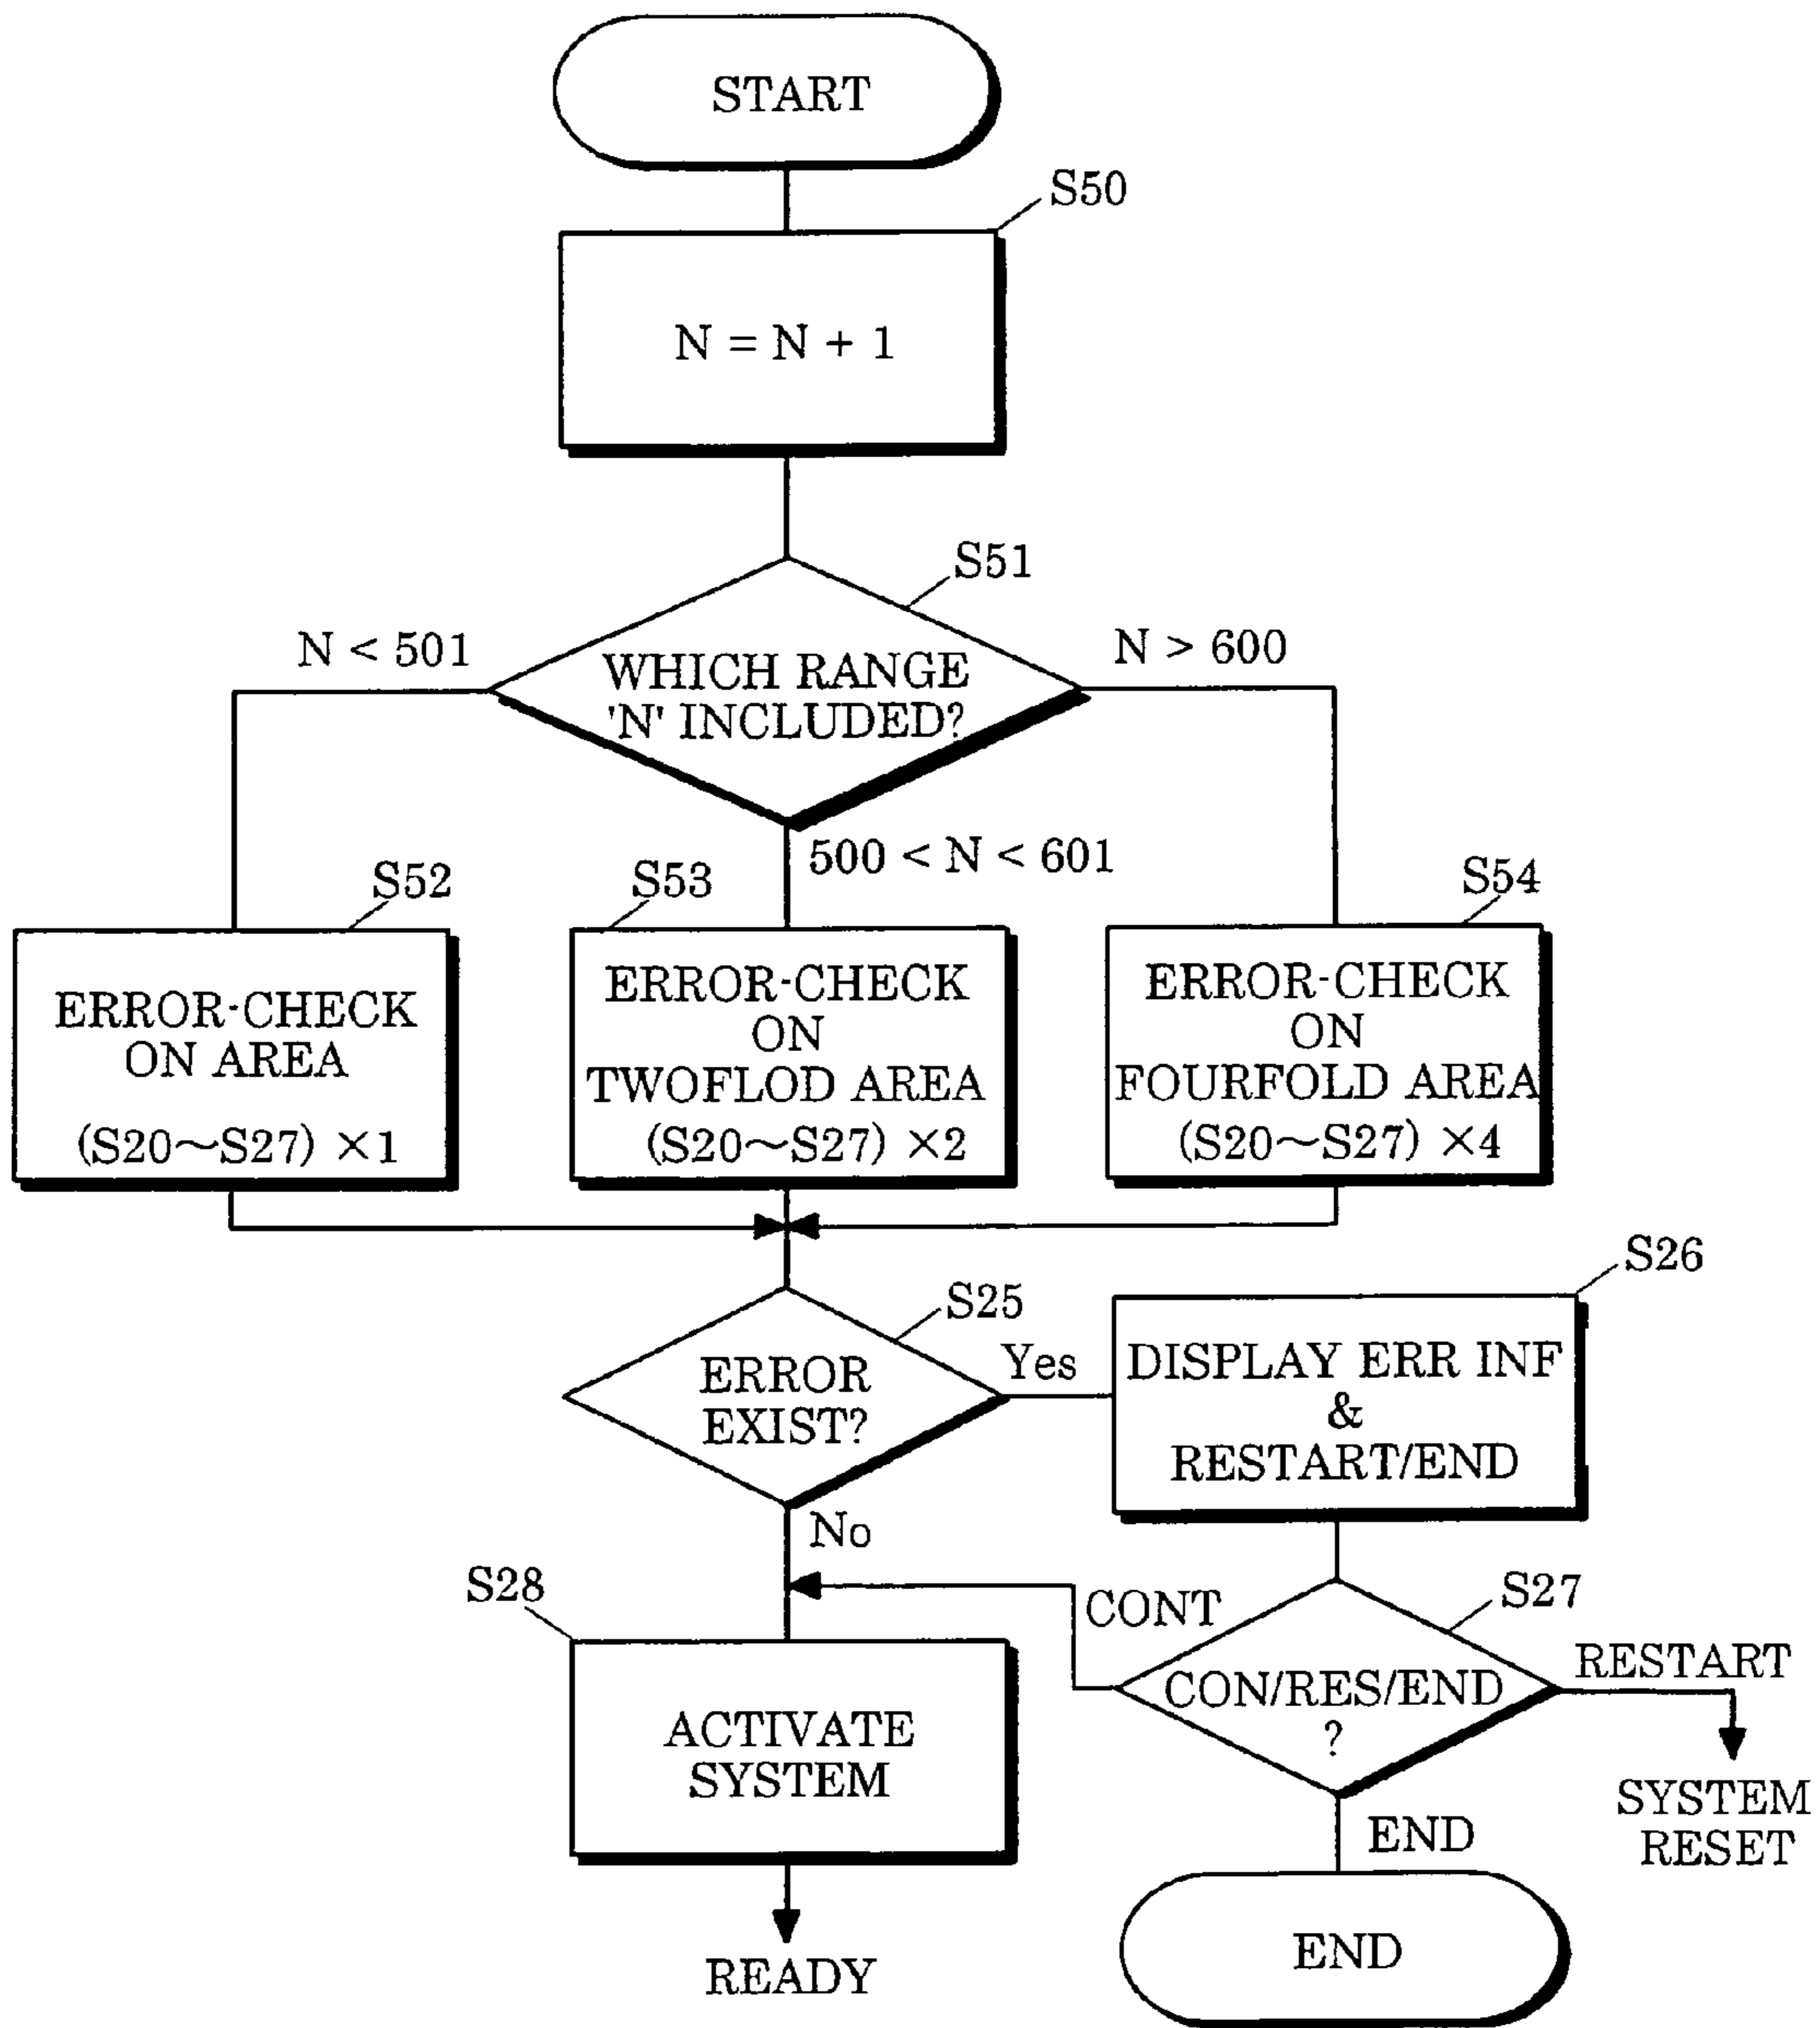 START
S50
N = N + 1
S51
N < 501
N > 600
WHICH RANGE
'N' INCLUDED?
500 < N < 601
S52
S53
S54
ERROR-CHECK
ON AREA
(S20~S27) ×1
ERROR-CHECK
ON
TWOFLOD AREA
(S20~S27) ×2
ERROR-CHECK
ON
FOURFOLD AREA
(S20~S27) ×4
S25
ERROR
EXIST?
Yes
S26
DISPLAY ERR INF
&
RESTART/END
No
S28
CONT
S27
CON/RES/END
?
RESTART
SYSTEM
RESET
ACTIVATE
SYSTEM
END
READY
END